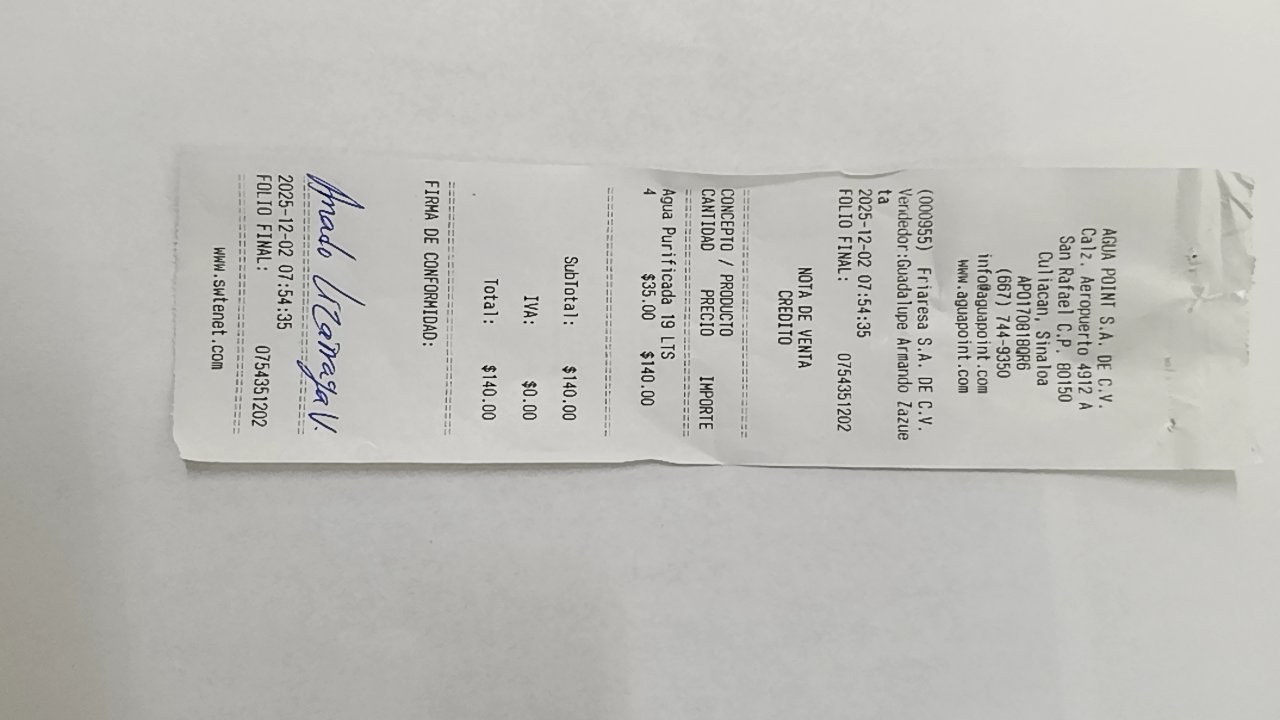 AGUA POINT S.A. DE C.V.
Calz. Aeropuerto 4912 A
San Rafael C.P. 80150
Culiacan, Sinaloa
APO170818QR6
(667) 744-9350
info@aguapoint.com
www.aguapoint.com
(000955) Friaresa S.A. DE C.V.
Vendedor:Guadalupe Armando Zazue
ta
2025-12-02 07:54:35
FOLIO FINAL: 0754351202
NOTA DE VENTA
CREDITO
CONCEPTO / PRODUCTO
CANTIDAD PRECIO IMPORTE
Agua Purificada 19 LTS
4 $35.00 $140.00
SubTotal: $140.00
IVA: $0.00
Total: $140.00
FIRMA DE CONFORMIDAD:
Amado Lizarraga V.
2025-12-02 07:54:35
FOLIO FINAL: 0754351202
www.swtenet.com